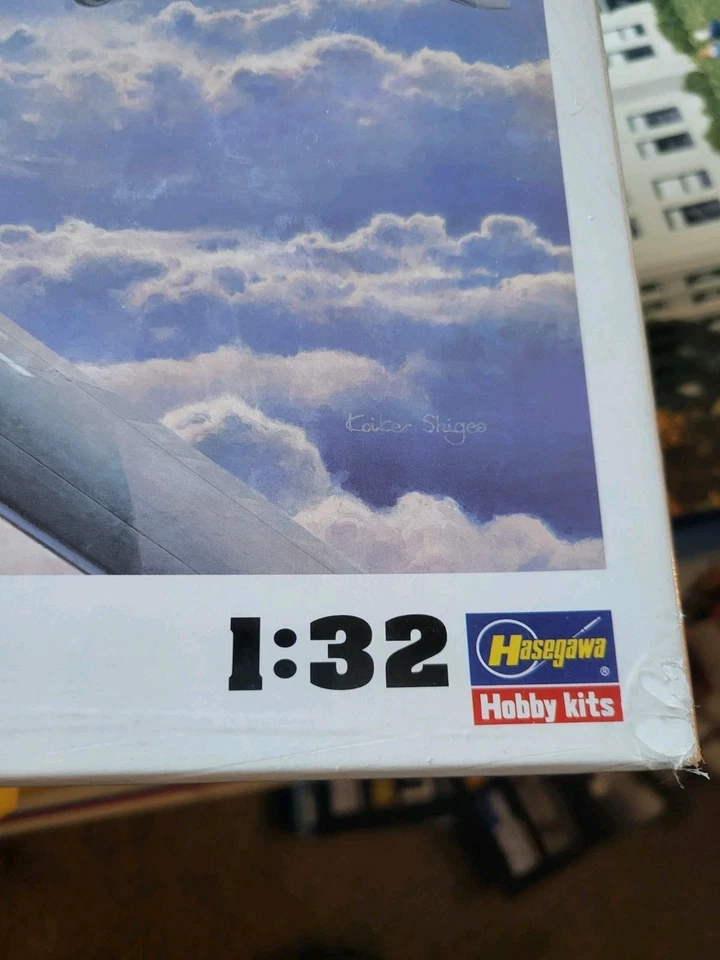 Koike Shigeo
1:32
Hasegawa ®
Hobby kits